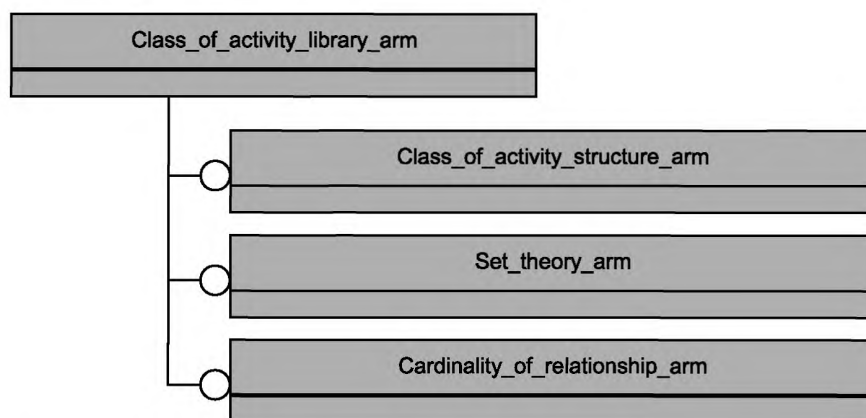 Class_of_activity_library_arm
Class_of_activity_structure_arm
Set_theory_arm
Cardinality_of_relationship_arm